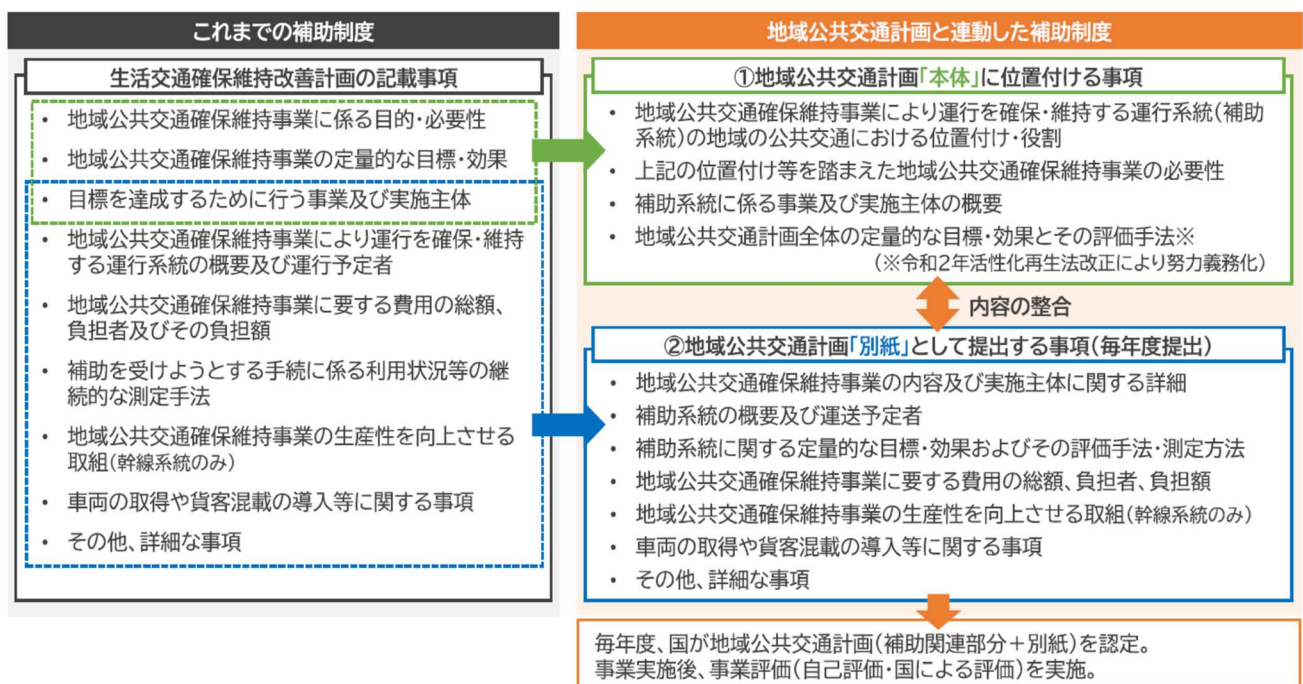 これまでの補助制度
生活交通確保維持改善計画の記載事項
• 地域公共交通確保維持事業に係る目的・必要性
• 地域公共交通確保維持事業の定量的な目標・効果
• 目標を達成するために行う事業及び実施主体
• 地域公共交通確保維持事業により運行を確保・維持
する運行系統の概要及び運行予定者
• 地域公共交通確保維持事業に要する費用の総額、
負担者及びその負担額
• 補助を受けようとする手続に係る利用状況等の継
続的な測定手法
• 地域公共交通確保維持事業の生産性を向上させる
取組(幹線系統のみ)
• 車両の取得や貨客混載の導入等に関する事項
• その他、詳細な事項
地域公共交通計画と連動した補助制度
①地域公共交通計画「本体」に位置付ける事項
• 地域公共交通確保維持事業により運行を確保・維持する運行系統(補助
系統)の地域の公共交通における位置付け・役割
• 上記の位置付け等を踏まえた地域公共交通確保維持事業の必要性
• 補助系統に係る事業及び実施主体の概要
• 地域公共交通計画全体の定量的な目標・効果とその評価手法※
(※令和2年活性化再生法改正により努力義務化)
内容の整合
②地域公共交通計画「別紙」として提出する事項(毎年度提出)
• 地域公共交通確保維持事業の内容及び実施主体に関する詳細
• 補助系統の概要及び運送予定者
• 補助系統に関する定量的な目標・効果およびその評価手法・測定方法
• 地域公共交通確保維持事業に要する費用の総額、負担者、負担額
• 地域公共交通確保維持事業の生産性を向上させる取組(幹線系統のみ)
• 車両の取得や貨客混載の導入等に関する事項
• その他、詳細な事項
毎年度、国が地域公共交通計画(補助関連部分+別紙)を認定。
事業実施後、事業評価(自己評価・国による評価)を実施。